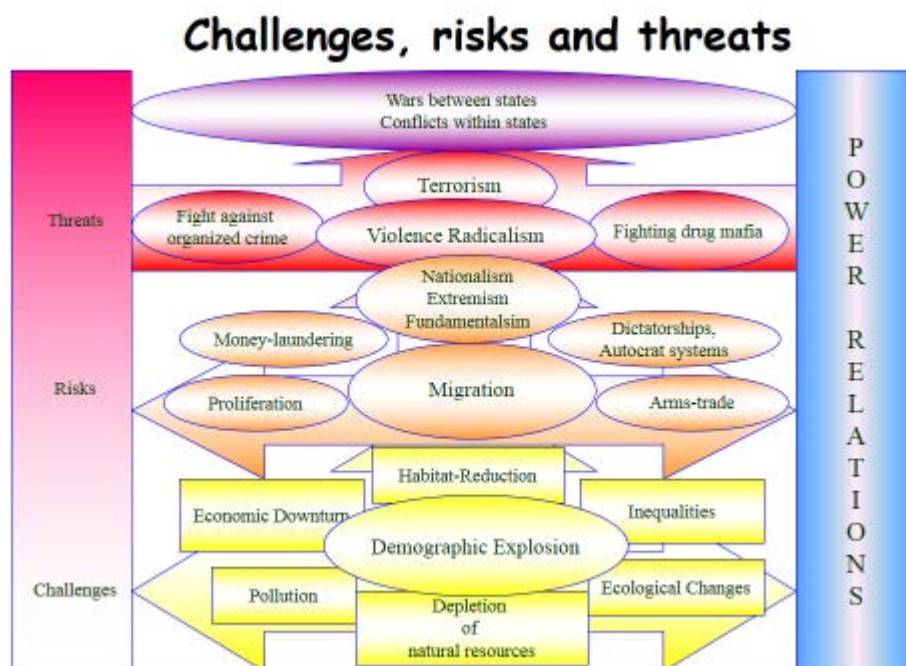 Challenges, risks and threats
Wars between states
Conflicts within states
Terrorism
Threats
Fight against
organized crime
Violence Radicalism
Fighting drug mafia
Nationalism
Extremism
Fundamentalsim
Money-laundering
Dictatorships,
Autocrat systems
Risks
Migration
Proliferation
Arms-trade
Habitat-Reduction
Economic Downturn
Inequalities
Demographic Explosion
Challenges
Pollution
Ecological Changes
Depletion
of
natural resources
POWER RELATIONS